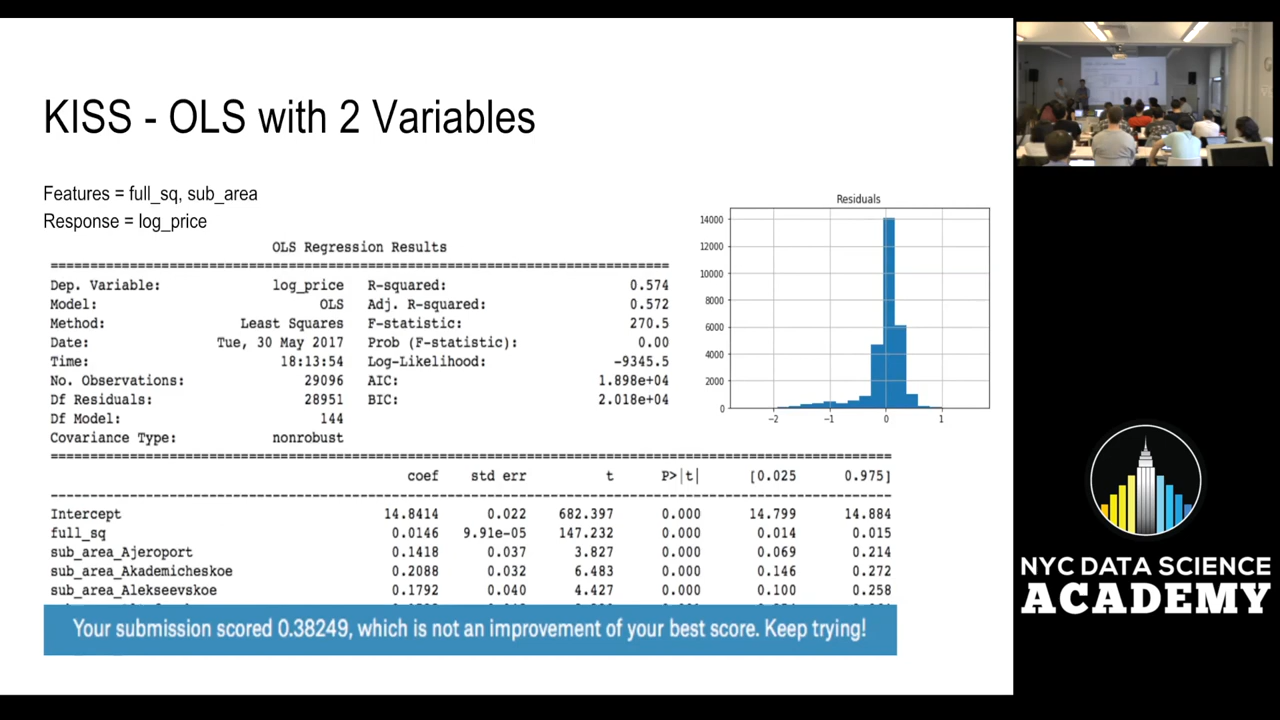 KISS - OLS with 2 Variables
Features = full_sq, sub_area
Response = log_price
OLS Regression Results
Dep. Variable: log_price R-squared: 0.574
Model: OLS Adj. R-squared: 0.572
Method: Least Squares F-statistic: 270.5
Date: Tue, 30 May 2017 Prob (F-statistic): 0.00
Time: 18:13:54 Log-Likelihood: -9345.5
No. Observations: 29096 AIC: 1.898e+04
Df Residuals: 28951 BIC: 2.018e+04
Df Model: 144
Covariance Type: nonrobust
coef std err t P>|t| [0.025 0.975]
Intercept 14.8414 0.022 682.397 0.000 14.799 14.884
full_sq 0.0146 9.91e-05 147.232 0.000 0.014 0.015
sub_area_Ajeroport 0.1418 0.037 3.827 0.000 0.069 0.214
sub_area_Akademicheskoe 0.2088 0.032 6.483 0.000 0.146 0.272
sub_area_Alekseevskoe 0.1792 0.040 4.427 0.000 0.100 0.258
Your submission scored 0.38249, which is not an improvement of your best score. Keep trying!
Residuals
14000
12000
10000
8000
6000
4000
2000
0
−2 −1 0 1
NYC DATA SCIENCE
ACADEMY